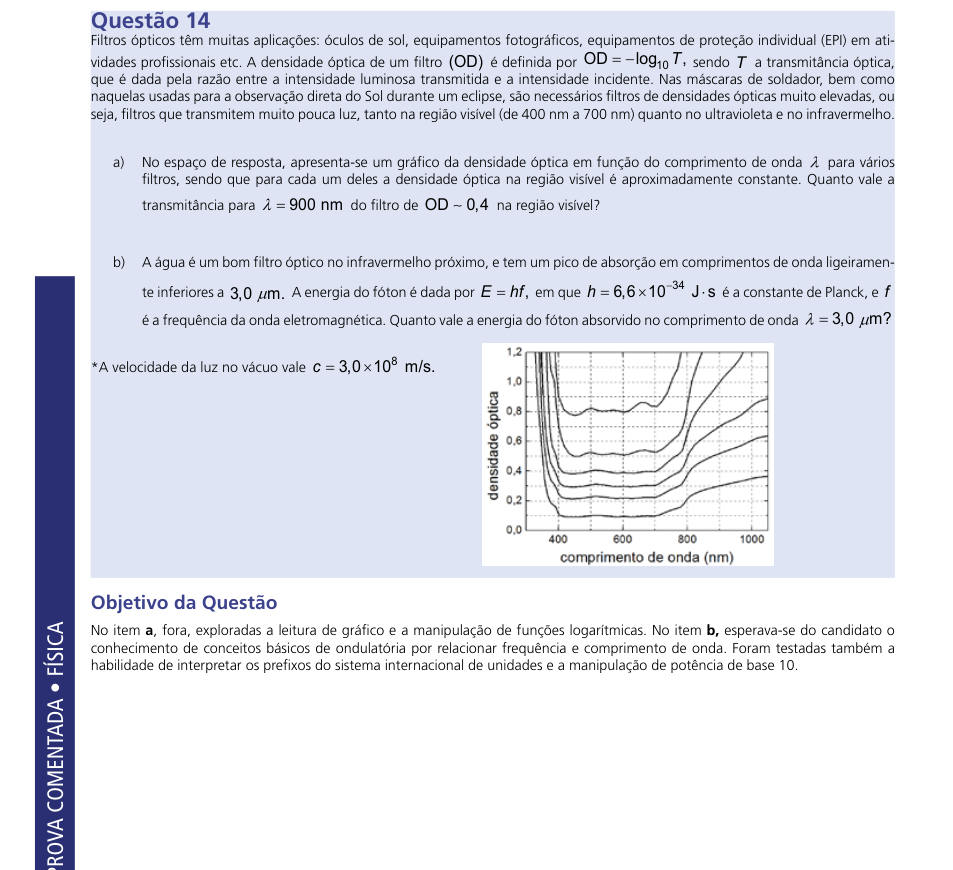 Questão 14
Filtros ópticos têm muitas aplicações: óculos de sol, equipamentos fotográficos, equipamentos de proteção individual (EPI) em ati-
vidades profissionais etc. A densidade óptica de um filtro (OD) é definida por OD = −log₁₀ T, sendo T a transmitância óptica,
que é dada pela razão entre a intensidade luminosa transmitida e a intensidade incidente. Nas máscaras de soldador, bem como
naquelas usadas para a observação direta do Sol durante um eclipse, são necessários filtros de densidades ópticas muito elevadas, ou
seja, filtros que transmitem muito pouca luz, tanto na região visível (de 400 nm a 700 nm) quanto no ultravioleta e no infravermelho.
a) No espaço de resposta, apresenta-se um gráfico da densidade óptica em função do comprimento de onda λ para vários
filtros, sendo que para cada um deles a densidade óptica na região visível é aproximadamente constante. Quanto vale a
transmitância para λ = 900 nm do filtro de OD ~ 0,4 na região visível?
b) A água é um bom filtro óptico no infravermelho próximo, e tem um pico de absorção em comprimentos de onda ligeiramen-
te inferiores a 3,0 μm. A energia do fóton é dada por E = hf, em que h = 6,6×10⁻³⁴ J·s é a constante de Planck, e f
é a frequência da onda eletromagnética. Quanto vale a energia do fóton absorvido no comprimento de onda λ = 3,0 μm?
*A velocidade da luz no vácuo vale c = 3,0×10⁸ m/s.
densidade óptica
1,2
1,0
0,8
0,6
0,4
0,2
0,0
400 600 800 1000
comprimento de onda (nm)
Objetivo da Questão
No item a, fora, exploradas a leitura de gráfico e a manipulação de funções logarítmicas. No item b, esperava-se do candidato o
conhecimento de conceitos básicos de ondulatória por relacionar frequência e comprimento de onda. Foram testadas também a
habilidade de interpretar os prefixos do sistema internacional de unidades e a manipulação de potência de base 10.
PROVA COMENTADA • FÍSICA